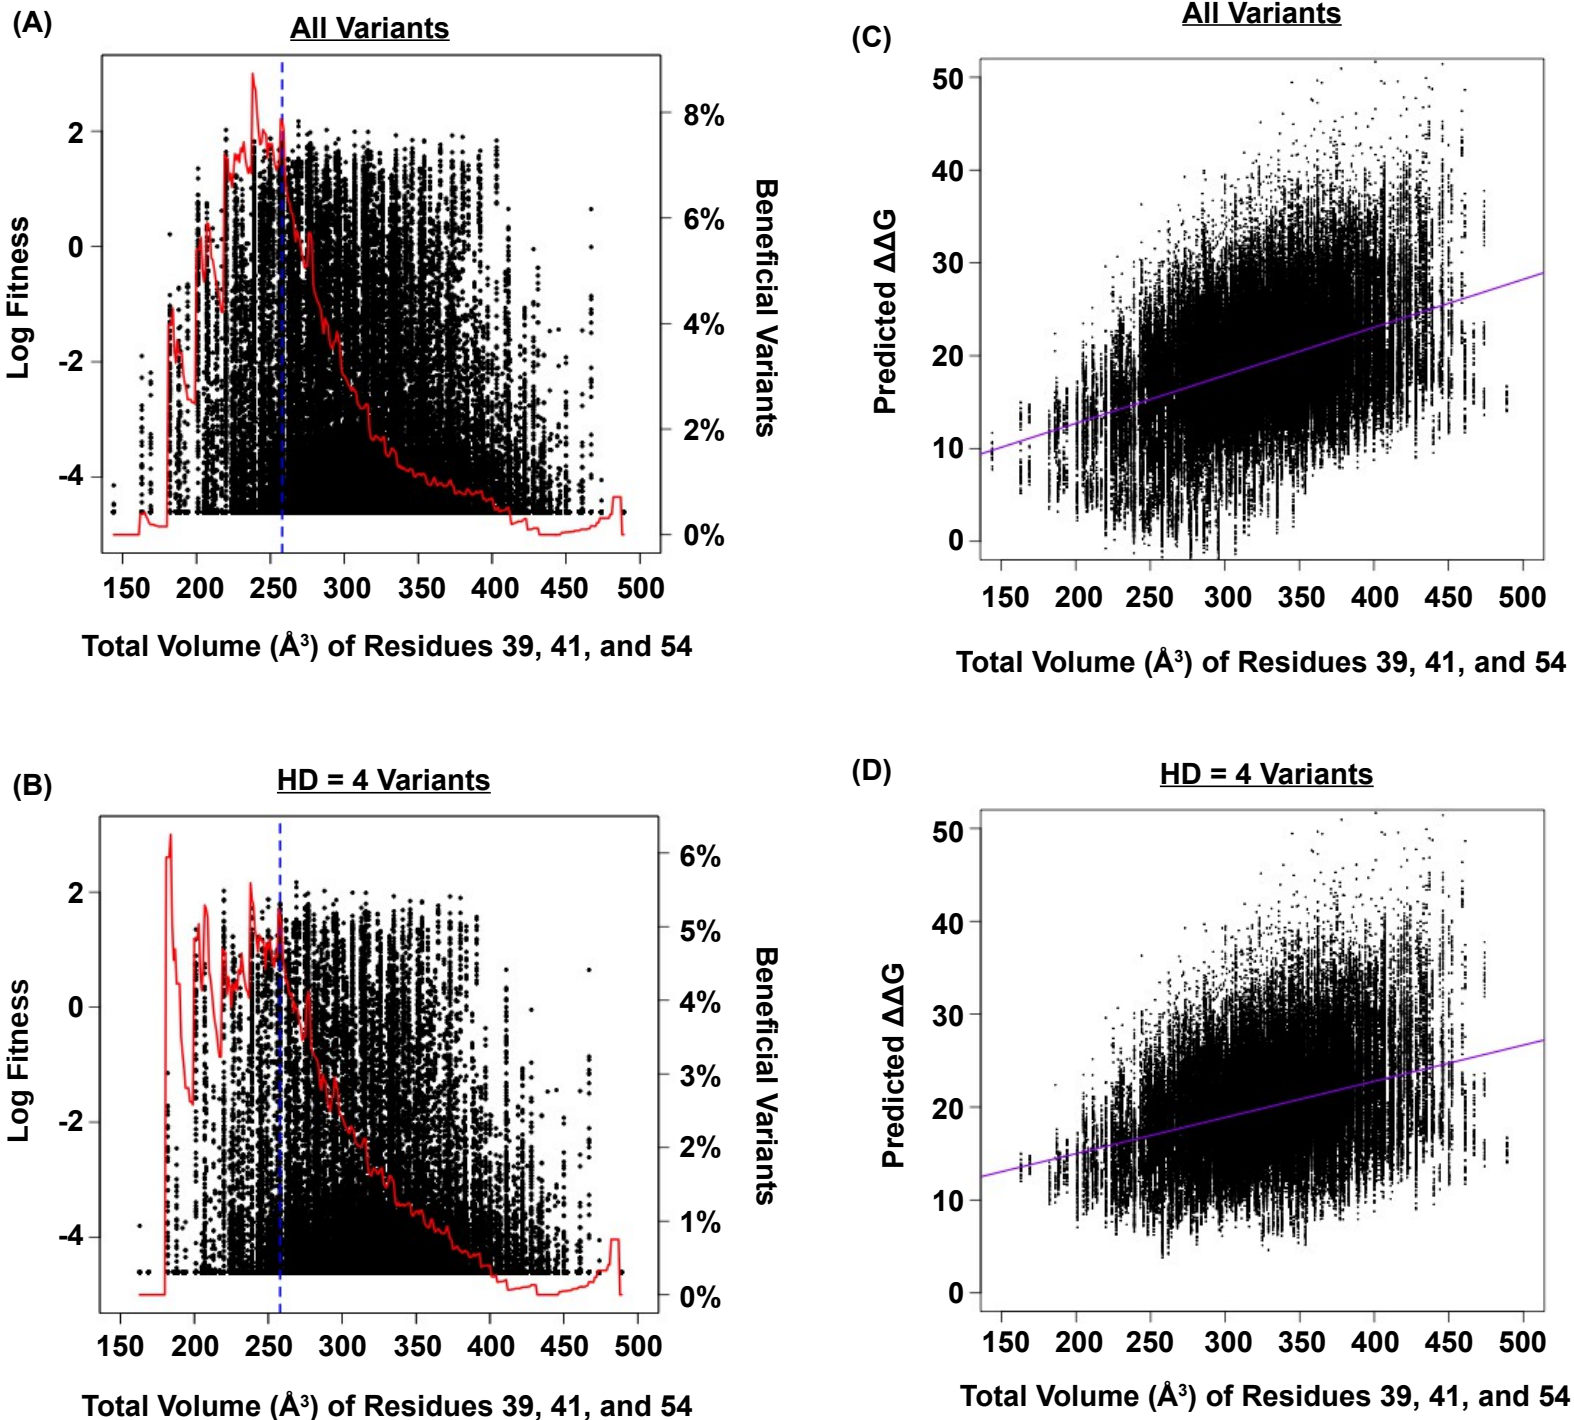 (A)
All Variants
Log Fitness
2
0
-2
-4
8%
6%
4%
2%
0%
Beneficial Variants
150 200 250 300 350 400 450 500
Total Volume (Å³) of Residues 39, 41, and 54
(C)
All Variants
Predicted ΔΔG
50
40
30
20
10
0
150 200 250 300 350 400 450 500
Total Volume (Å³) of Residues 39, 41, and 54
(B)
HD = 4 Variants
Log Fitness
2
0
-2
-4
6%
5%
4%
3%
2%
1%
0%
Beneficial Variants
150 200 250 300 350 400 450 500
Total Volume (Å³) of Residues 39, 41, and 54
(D)
HD = 4 Variants
Predicted ΔΔG
50
40
30
20
10
0
150 200 250 300 350 400 450 500
Total Volume (Å³) of Residues 39, 41, and 54